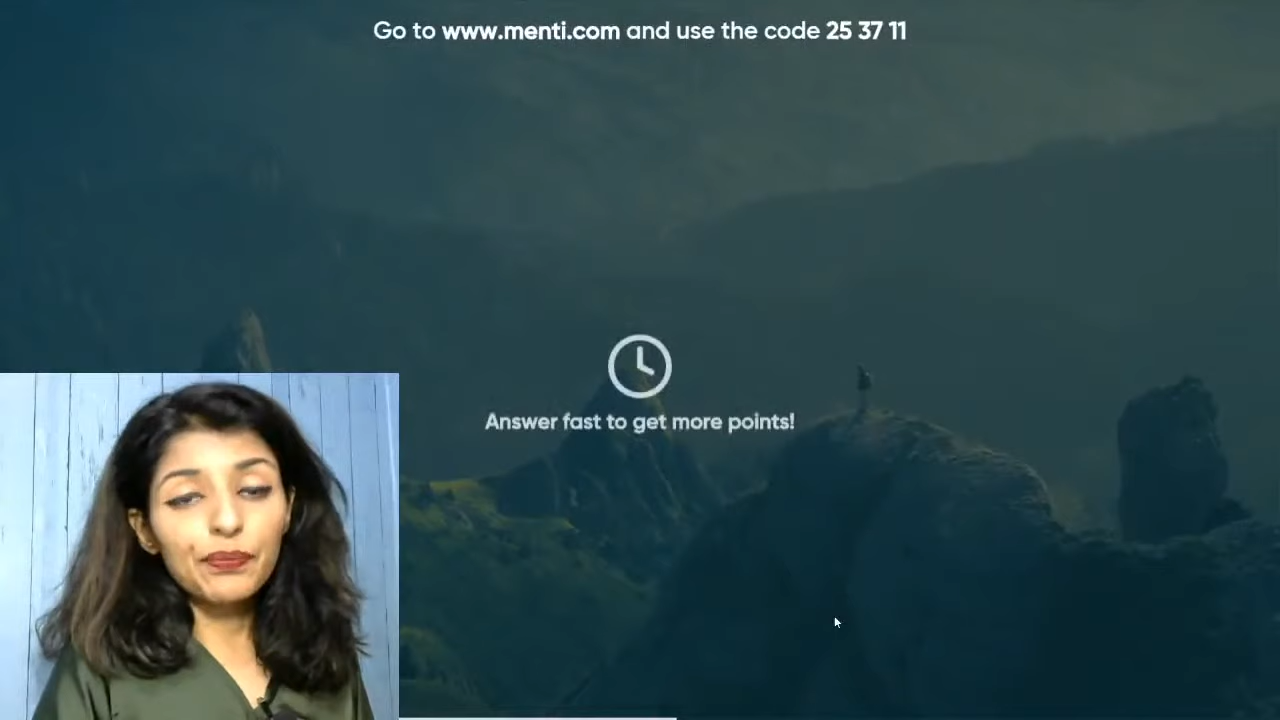 Go to www.menti.com and use the code 25 37 11
Answer fast to get more points!